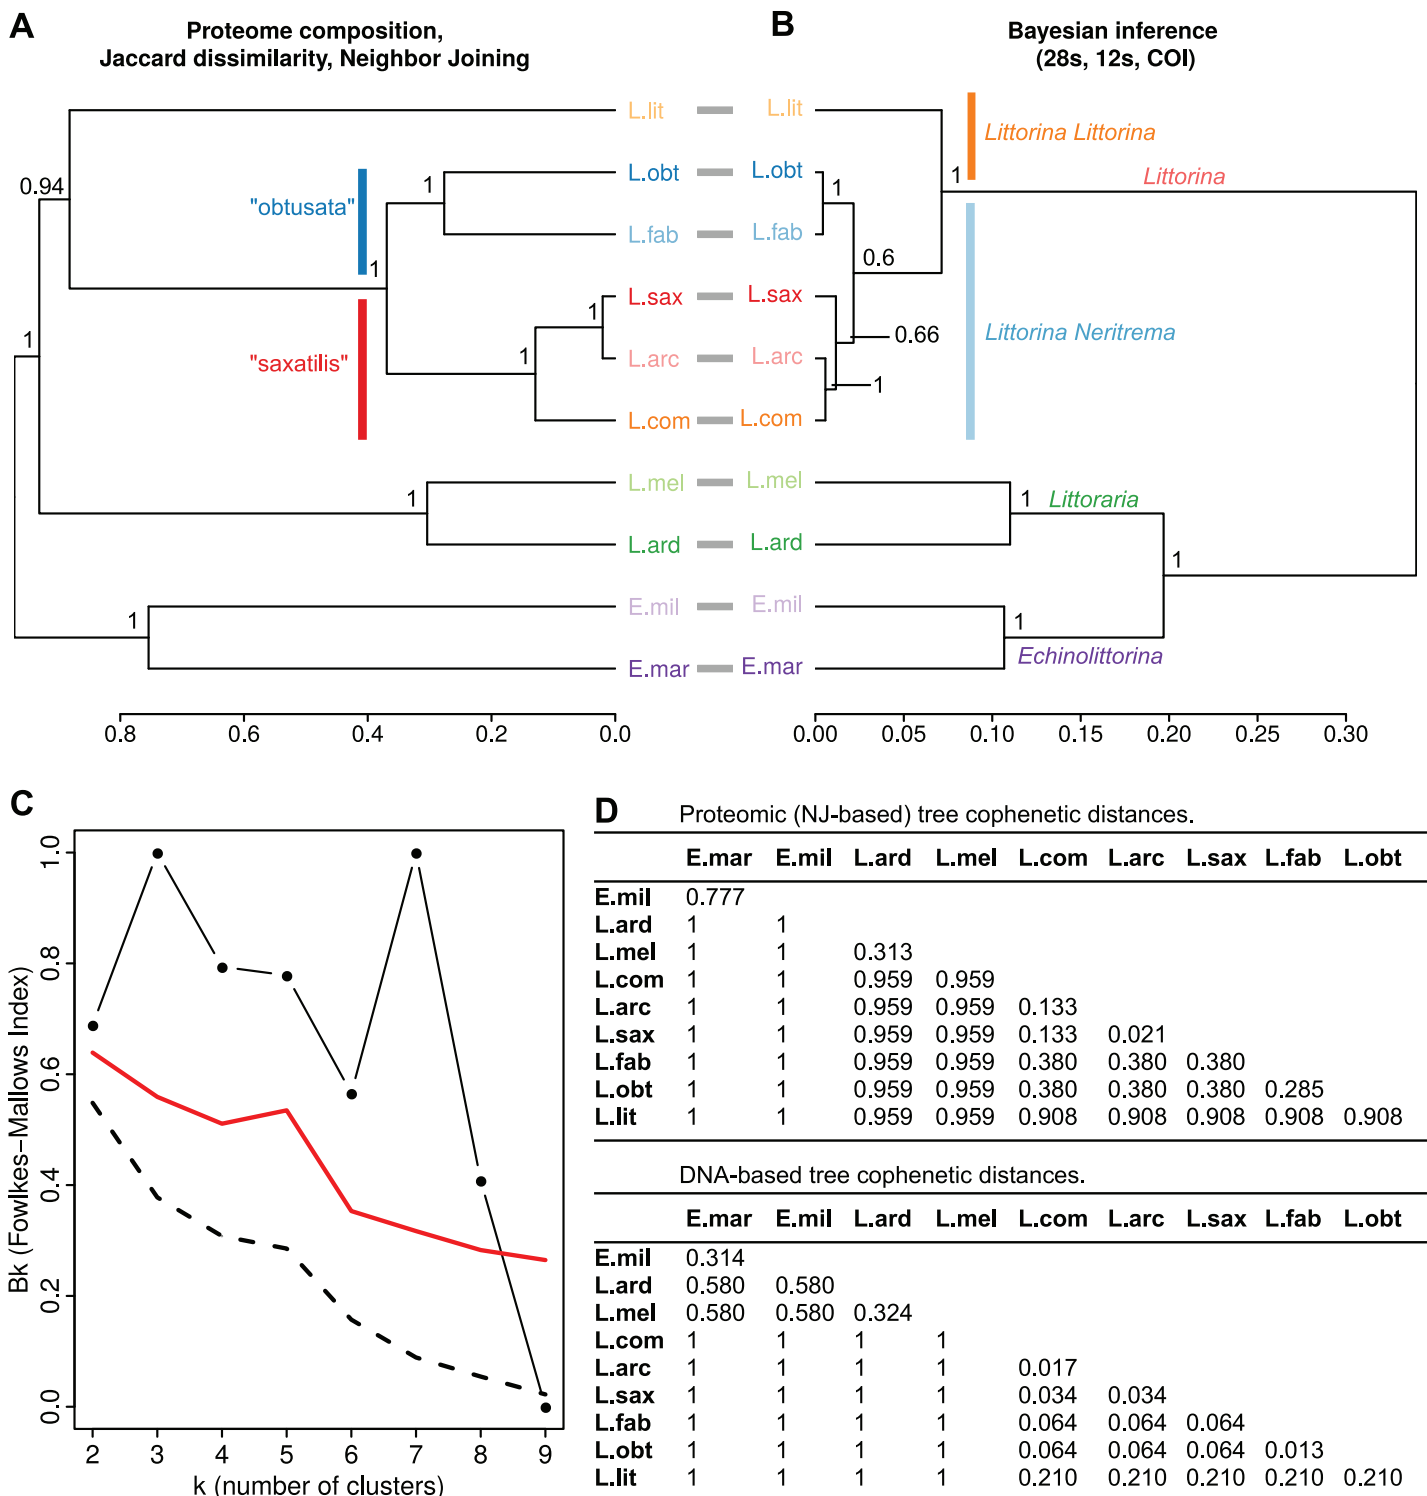 A
Proteome composition,
Jaccard dissimilarity, Neighbor Joining
B
Bayesian inference
(28s, 12s, COI)
L.lit
L.lit
Littorina Littorina
L.obt
L.obt
1
1
1
Littorina
0.94
"obtusata"
L.fab
L.fab
0.6
1
L.sax
L.sax
1
0.66
Littorina Neritrema
1
"saxatilis"
1
L.arc
L.arc
1
L.com
L.com
L.mel
L.mel
1
1
Littoraria
L.ard
L.ard
1
E.mil
E.mil
1
1
Echinolittorina
E.mar
E.mar
0.8 0.6 0.4 0.2 0.0
0.00 0.05 0.10 0.15 0.20 0.25 0.30
C
Bk (Fowlkes−Mallows Index)
1.0
0.8
0.6
0.4
0.2
0.0
2 3 4 5 6 7 8 9
k (number of clusters)
D
Proteomic (NJ-based) tree cophenetic distances.
E.mar E.mil L.ard L.mel L.com L.arc L.sax L.fab L.obt
E.mil 0.777
L.ard 1 1
L.mel 1 1 0.313
L.com 1 1 0.959 0.959
L.arc 1 1 0.959 0.959 0.133
L.sax 1 1 0.959 0.959 0.133 0.021
L.fab 1 1 0.959 0.959 0.380 0.380 0.380
L.obt 1 1 0.959 0.959 0.380 0.380 0.380 0.285
L.lit 1 1 0.959 0.959 0.908 0.908 0.908 0.908 0.908
DNA-based tree cophenetic distances.
E.mar E.mil L.ard L.mel L.com L.arc L.sax L.fab L.obt
E.mil 0.314
L.ard 0.580 0.580
L.mel 0.580 0.580 0.324
L.com 1 1 1 1
L.arc 1 1 1 1 0.017
L.sax 1 1 1 1 0.034 0.034
L.fab 1 1 1 1 0.064 0.064 0.064
L.obt 1 1 1 1 0.064 0.064 0.064 0.013
L.lit 1 1 1 1 0.210 0.210 0.210 0.210 0.210